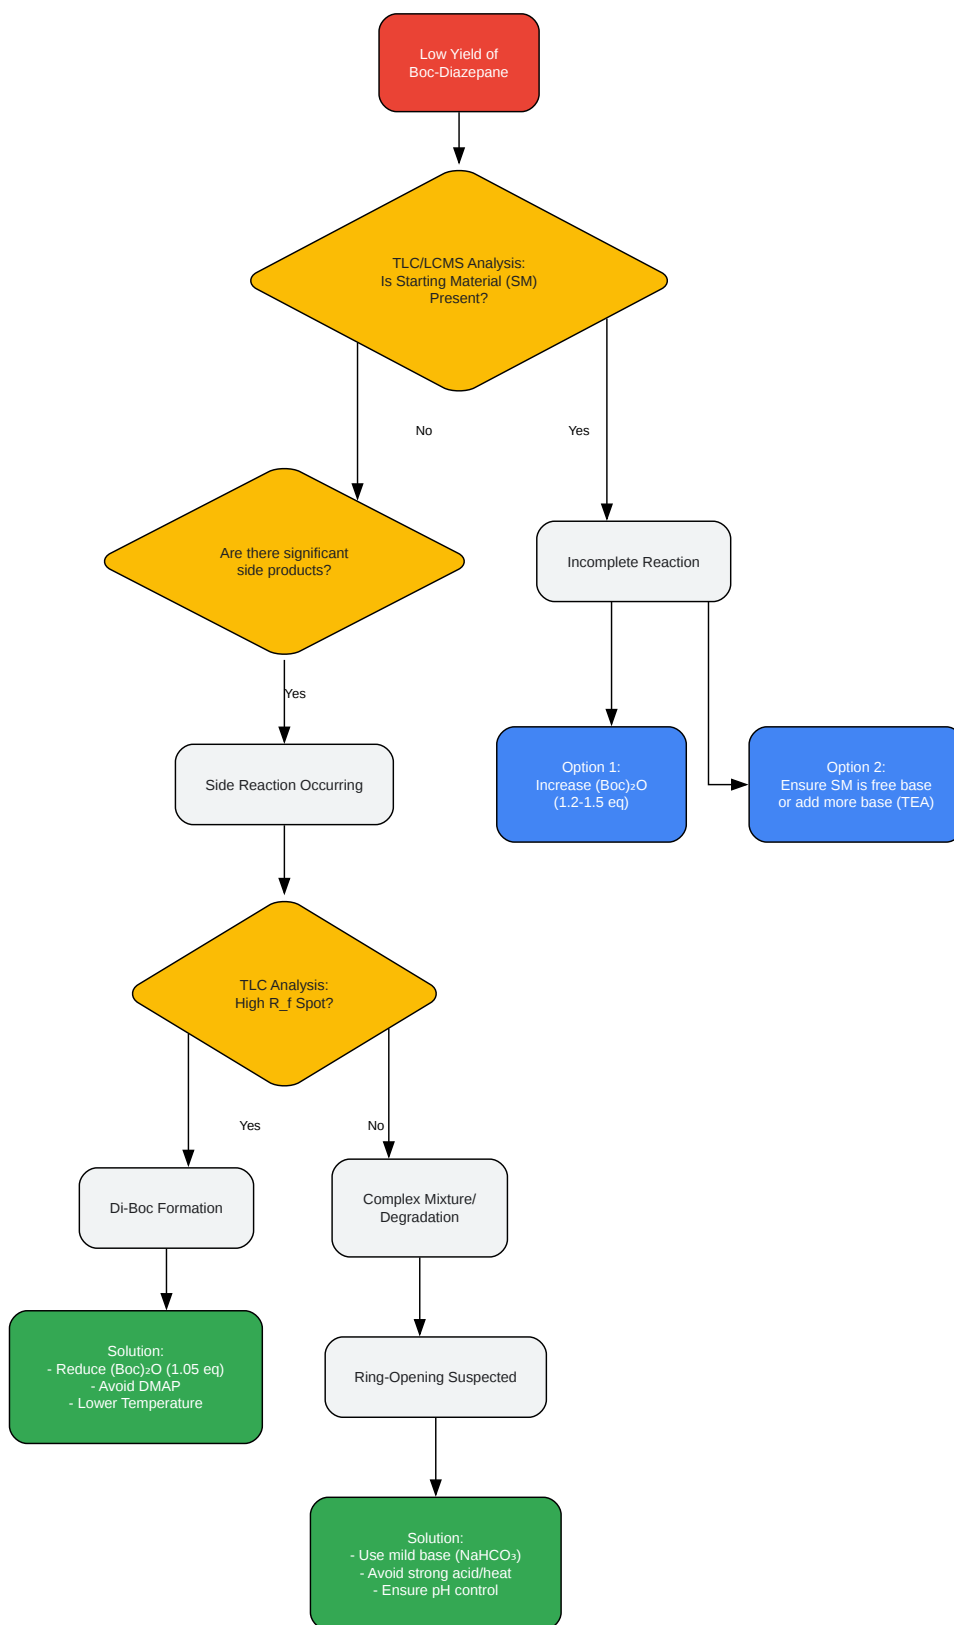 Low Yield of
Boc-Diazepane
TLC/LCMS Analysis:
Is Starting Material (SM)
Present?
No
Yes
Are there significant
side products?
Incomplete Reaction
Yes
Side Reaction Occurring
Option 1:
Increase (Boc)₂O
(1.2-1.5 eq)
Option 2:
Ensure SM is free base
or add more base (TEA)
TLC Analysis:
High R_f Spot?
Yes
No
Di-Boc Formation
Complex Mixture/
Degradation
Solution:
- Reduce (Boc)₂O (1.05 eq)
- Avoid DMAP
- Lower Temperature
Ring-Opening Suspected
Solution:
- Use mild base (NaHCO₃)
- Avoid strong acid/heat
- Ensure pH control